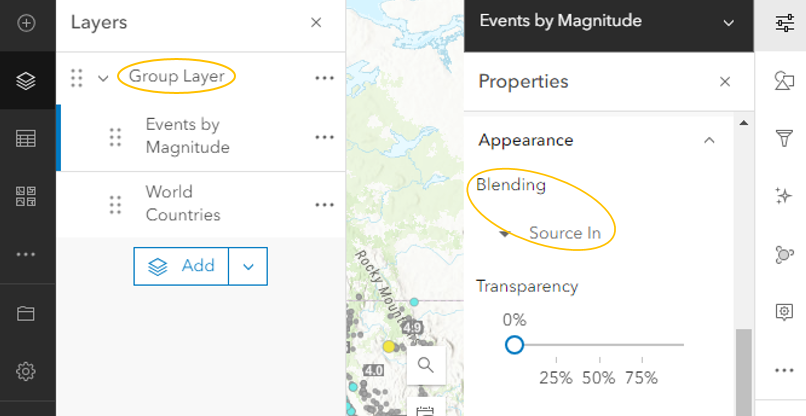 Layers
Group Layer
Events by
Magnitude
World
Countries
Add
Rocky Mount
4.9
4.0
Events by Magnitude
Properties
Appearance
Blending
Source In
Transparency
0%
25% 50% 75%